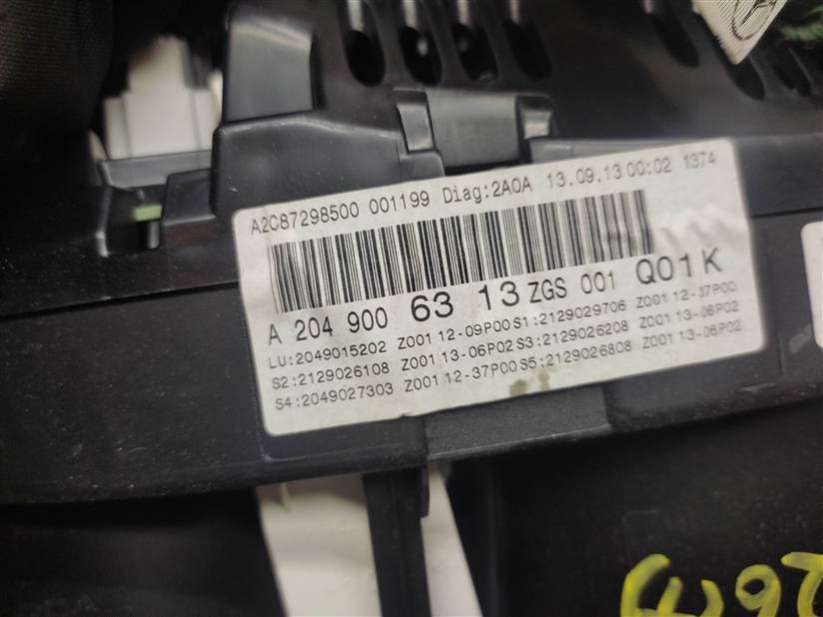 A2C87298500 001199 Diag:2A0A 13.09.13 00:02 1374
A 204 900 63 13 ZGS 001 Q01K
LU:2049015202 Z001 12-09P00 S1:2129029706 Z001 12-37P00
S2:2129026108 Z001 13-06P02 S3:2129026208 Z001 13-06P02
S4:2049027303 Z001 12-37P00 S5:2129026808 Z001 13-06P02